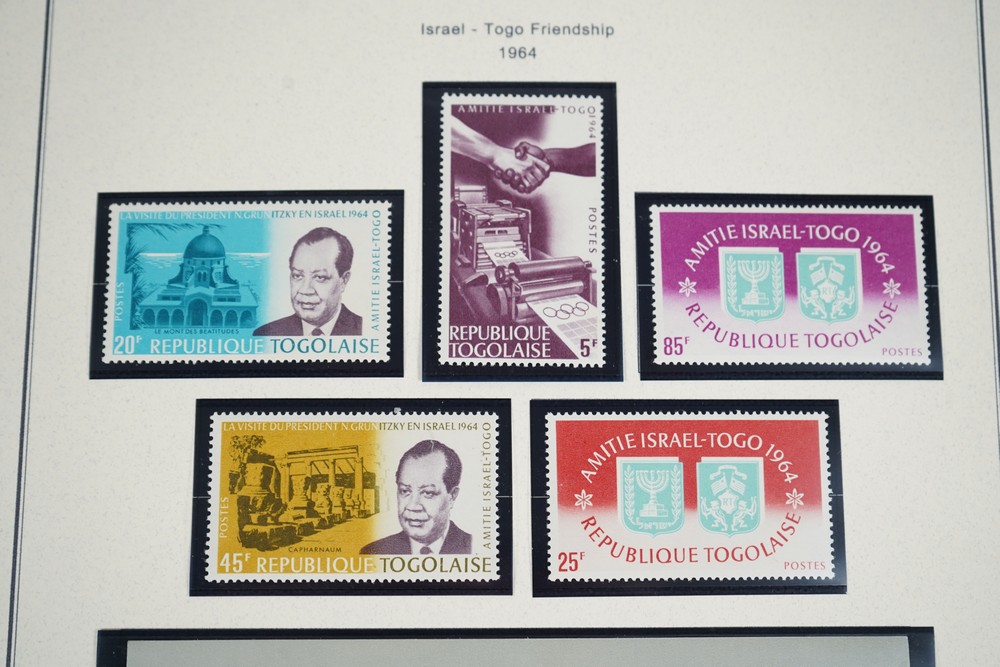 Israel - Togo Friendship
1964
LA VISITE DU PRESIDENT N. GRUNITZKY EN ISRAEL 1964
AMITIE ISRAEL-TOGO
POSTES
LE MONT DES BEATITUDES
20F REPUBLIQUE TOGOLAISE
AMITIE ISRAEL-TOGO 1964
POSTES
REPUBLIQUE
TOGOLAISE 5F
AMITIE ISRAEL-TOGO 1964
ישראל
REPUBLIQUE TOGOLAISE
85F POSTES
LA VISITE DU PRESIDENT N. GRUNITZKY EN ISRAEL 1964
AMITIE ISRAEL-TOGO
POSTES
CAPHARNAUM
45F REPUBLIQUE TOGOLAISE
AMITIE ISRAEL-TOGO 1964
RT
ישראל
REPUBLIQUE TOGOLAISE
25F POSTES